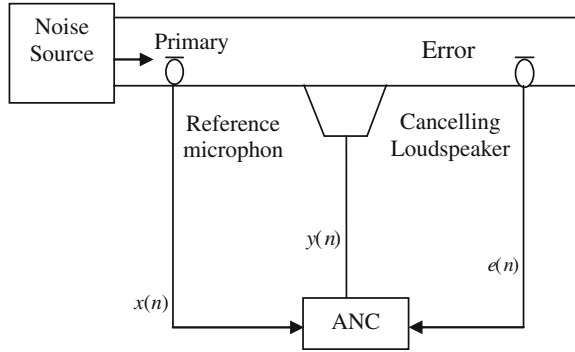 Noise
Source
Primary
Error
Reference
microphon
Cancelling
Loudspeaker
y(n)
e(n)
x(n)
ANC